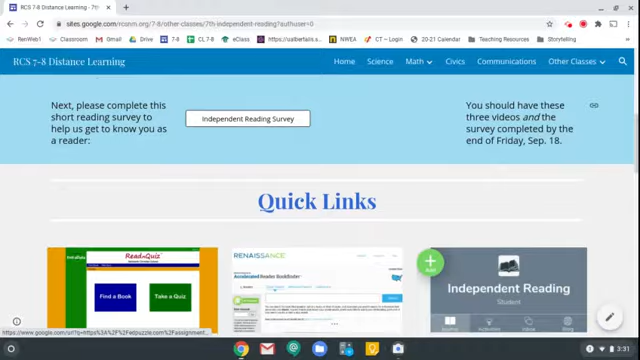 RCS 7-8 Distance Learning - 7th-
sites.google.com/rcsnm.org/7-8/other-classes/7th-independent-reading?authuser=0
RenWeb1 Classroom Gmail Drive 7-8 CL 7-8 eClass NWEA CT – Login 20-21 Calendar Teaching Resources Storytelling
RCS 7-8 Distance Learning Home Science Math Civics Communications Other Classes
Next, please complete this
short reading survey to
help us get to know you as
a reader:
Independent Reading Survey
You should have these
three videos and the
survey completed by the
end of Friday, Sep. 18.
Quick Links
Read n Quiz
Find a Book
Take a Quiz
RENAISSANCE
Accelerated Reader Bookfinder
Add
Independent Reading
Student
3:31